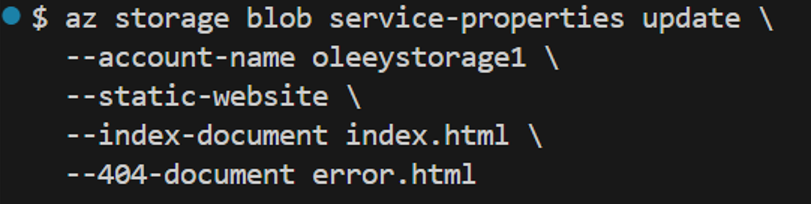 $ az storage blob service-properties update \
--account-name oleeystorage1 \
--static-website \
--index-document index.html \
--404-document error.html